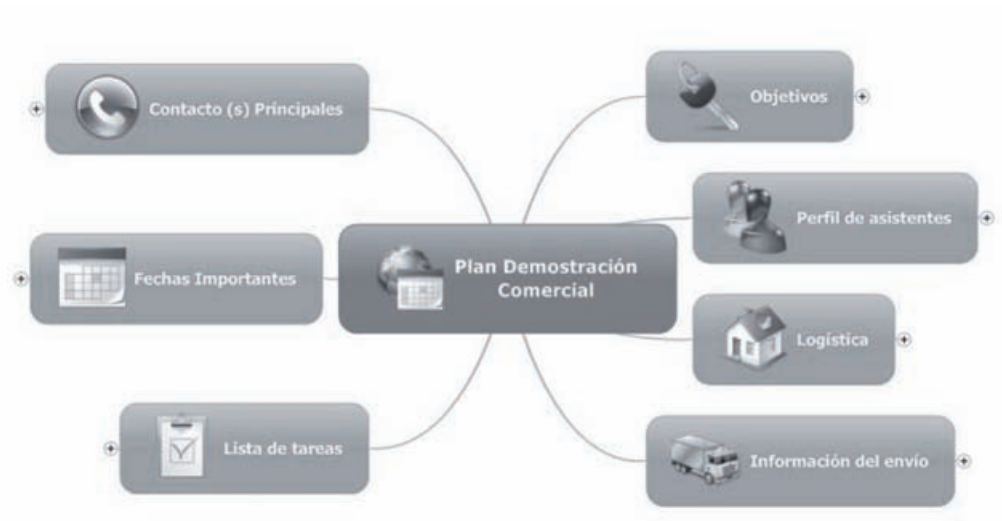 Contacto (s) Principales
Objetivos
Perfil de asistentes
Fechas Importantes
Plan Demostración
Comercial
Logística
Lista de tareas
Información del envío